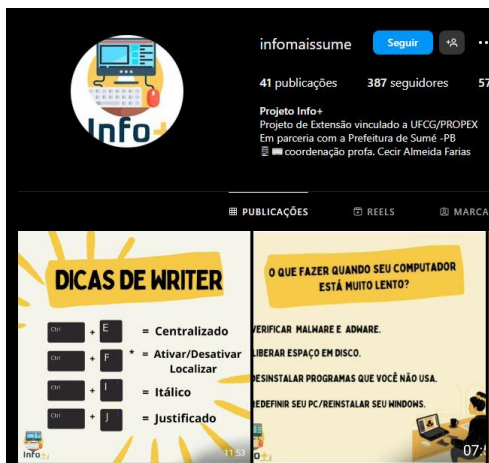 infomaissume Seguir
41 publicações 387 seguidores 57
Projeto Info+
Projeto de Extensão vinculado a UFCG/PROPEX
Em parceria com a Prefeitura de Sumé -PB
coordenação profa. Cecir Almeida Farias
Info+
PUBLICAÇÕES REELS MARCA
DICAS DE WRITER
Ctrl + E = Centralizado
Ctrl + F * = Ativar/Desativar
Localizar
Ctrl + I = Itálico
Ctrl + J = Justificado
Info+
11:53
O QUE FAZER QUANDO SEU COMPUTADOR
ESTÁ MUITO LENTO?
VERIFICAR MALWARE E ADWARE.
LIBERAR ESPAÇO EM DISCO.
DESINSTALAR PROGRAMAS QUE VOCÊ NÃO USA.
REDEFINIR SEU PC/REINSTALAR SEU WINDOWS.
07: